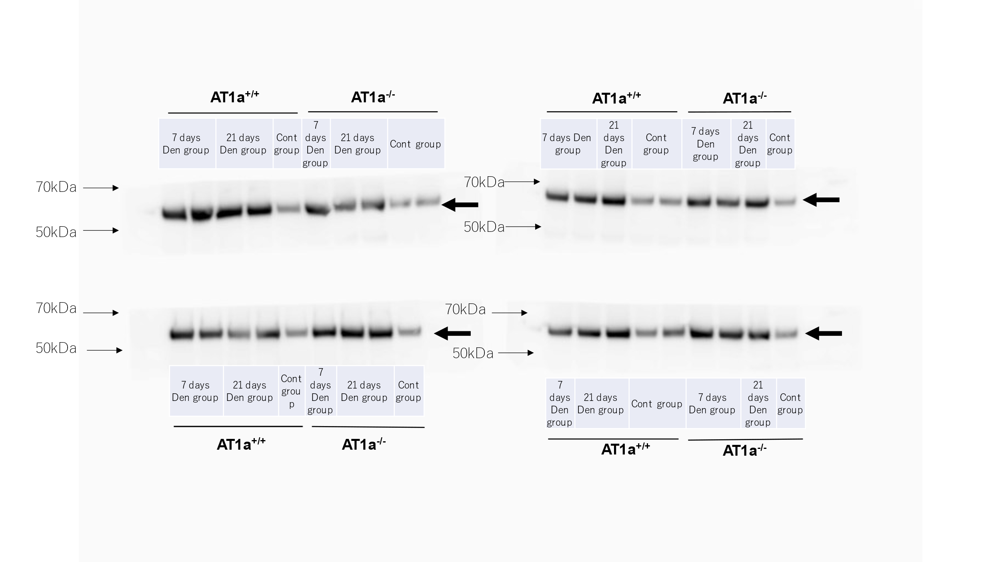 AT1a+/+
AT1a-/-
7 days
Den group
21 days
Den group
Cont
group
7
days
Den
group
21 days
Den group
Cont group
70kDa
50kDa
AT1a+/+
AT1a-/-
7 days Den
group
21
days
Den
group
Cont
group
7 days
Den
group
21
days
Den
group
Cont
group
70kDa
50kDa
70kDa
50kDa
7 days
Den group
21 days
Den group
Cont
grou
p
7
days
Den
group
21 days
Den group
Cont
group
AT1a+/+
AT1a-/-
70kDa
50kDa
7
days
Den
group
21 days
Den group
Cont group
7 days
Den group
21
days
Den
group
Cont
group
AT1a+/+
AT1a-/-